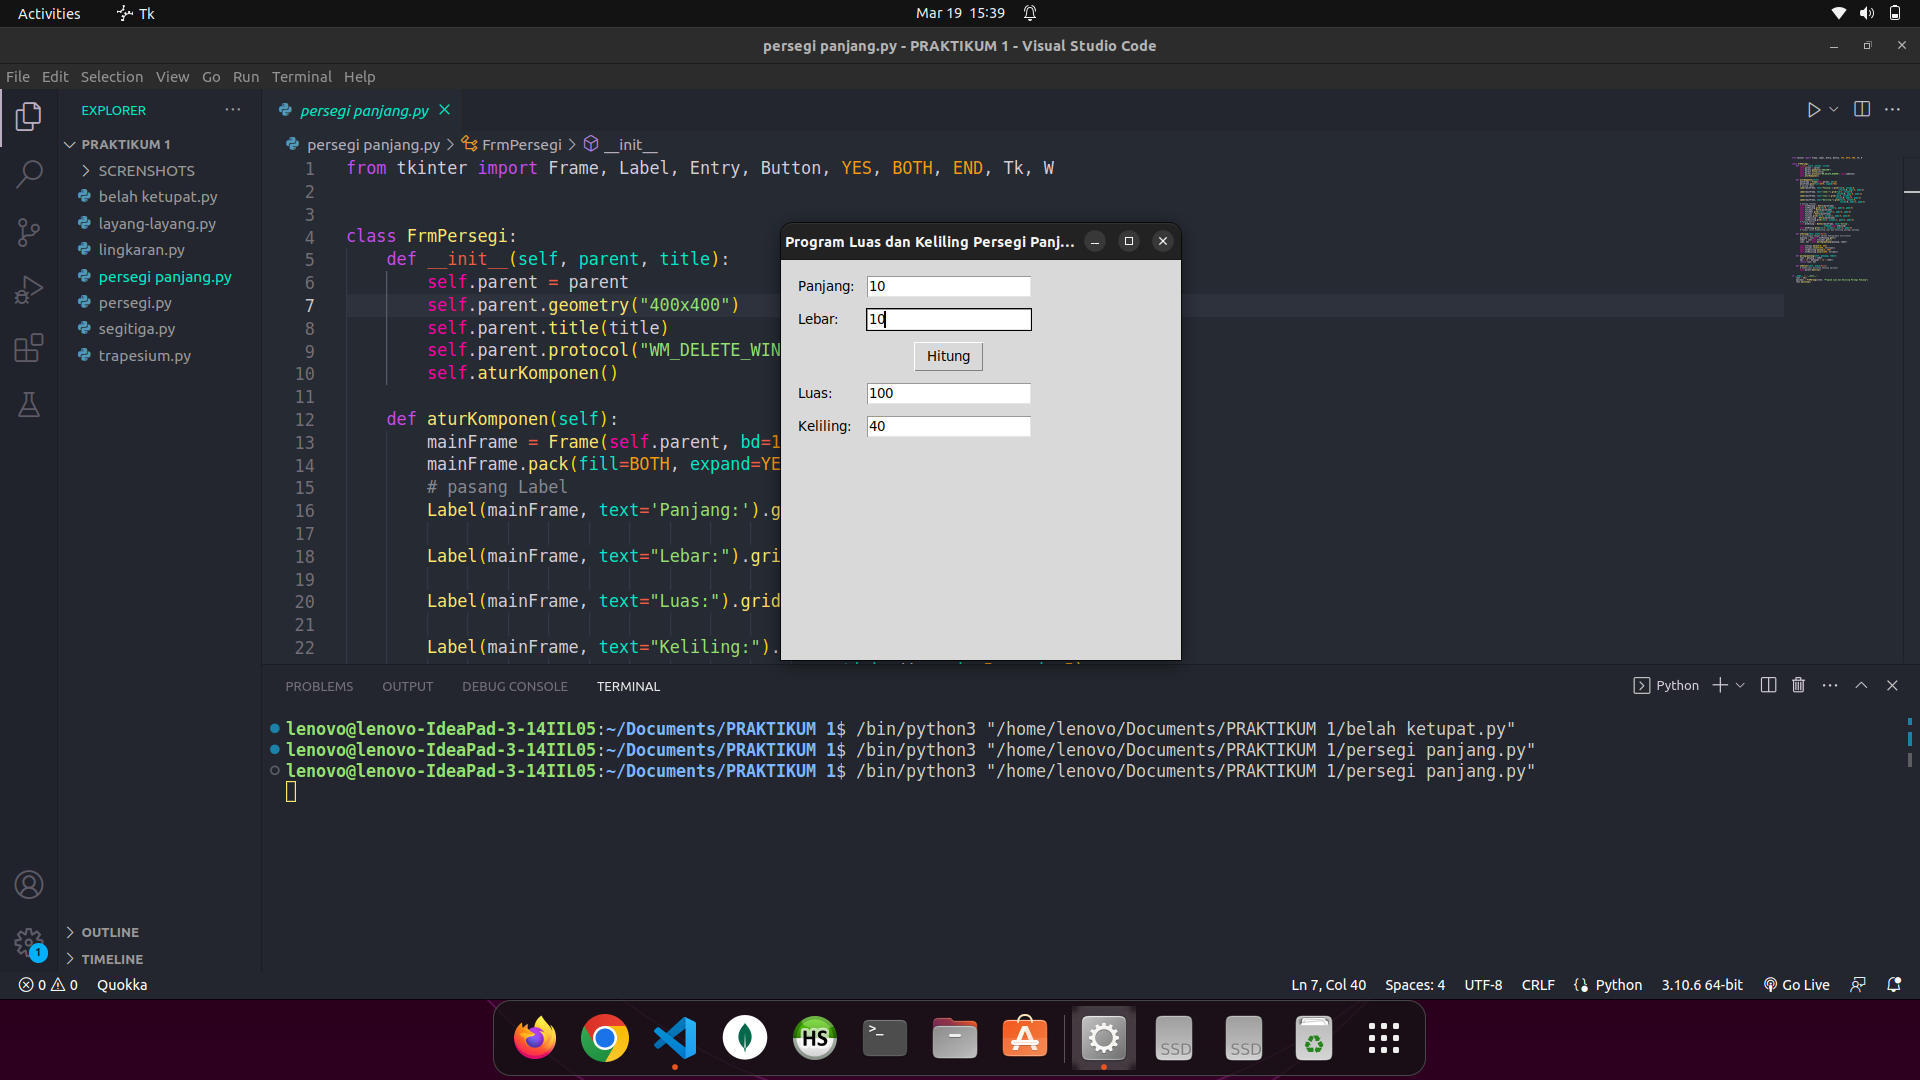 Activities
Tk
Mar 19 15:39
persegi panjang.py - PRAKTIKUM 1 - Visual Studio Code
File Edit Selection View Go Run Terminal Help
EXPLORER
PRAKTIKUM 1
SCRENSHOTS
belah ketupat.py
layang-layang.py
lingkaran.py
persegi panjang.py
persegi.py
segitiga.py
trapesium.py
OUTLINE
TIMELINE
persegi panjang.py
persegi panjang.py > FrmPersegi > __init__
1 from tkinter import Frame, Label, Entry, Button, YES, BOTH, END, Tk, W
2
3
4 class FrmPersegi:
5 def __init__(self, parent, title):
6 self.parent = parent
7 self.parent.geometry("400x400")
8 self.parent.title(title)
9 self.parent.protocol("WM_DELETE_WIN
10 self.aturKomponen()
11
12 def aturKomponen(self):
13 mainFrame = Frame(self.parent, bd=1
14 mainFrame.pack(fill=BOTH, expand=YE
15 # pasang Label
16 Label(mainFrame, text='Panjang:').g
17
18 Label(mainFrame, text="Lebar:").gri
19
20 Label(mainFrame, text="Luas:").grid
21
22 Label(mainFrame, text="Keliling:").
Program Luas dan Keliling Persegi Panj...
Panjang: 10
Lebar: 10
Hitung
Luas: 100
Keliling: 40
PROBLEMS OUTPUT DEBUG CONSOLE TERMINAL
Python
lenovo@lenovo-IdeaPad-3-14IIL05:~/Documents/PRAKTIKUM 1$ /bin/python3 "/home/lenovo/Documents/PRAKTIKUM 1/belah ketupat.py"
lenovo@lenovo-IdeaPad-3-14IIL05:~/Documents/PRAKTIKUM 1$ /bin/python3 "/home/lenovo/Documents/PRAKTIKUM 1/persegi panjang.py"
lenovo@lenovo-IdeaPad-3-14IIL05:~/Documents/PRAKTIKUM 1$ /bin/python3 "/home/lenovo/Documents/PRAKTIKUM 1/persegi panjang.py"
1
0 0 Quokka
Ln 7, Col 40 Spaces: 4 UTF-8 CRLF Python 3.10.6 64-bit Go Live
HS
>_
SSD
SSD